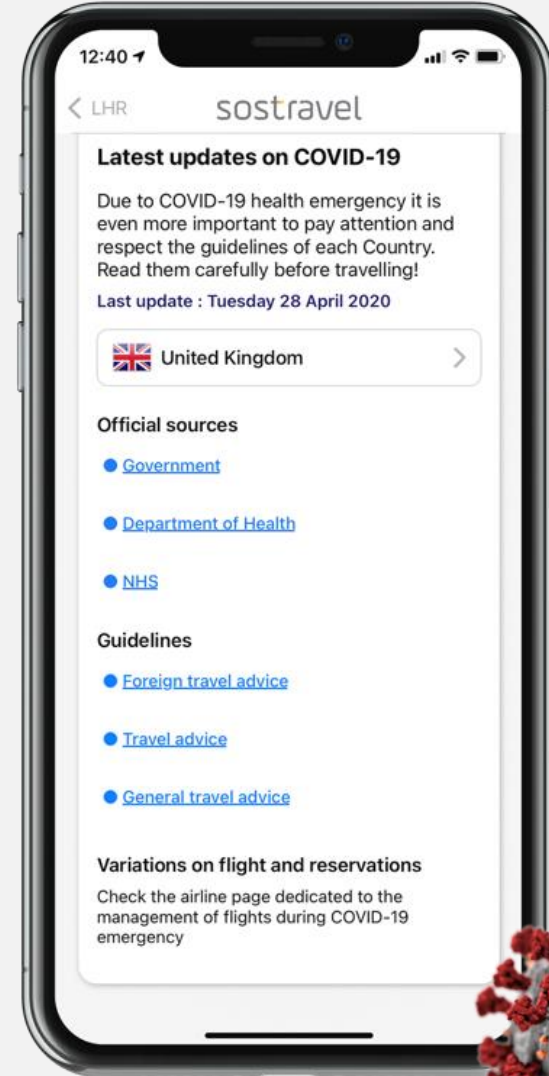 12:40
LHR
sostravel
Latest updates on COVID-19
Due to COVID-19 health emergency it is
even more important to pay attention and
respect the guidelines of each Country.
Read them carefully before travelling!
Last update : Tuesday 28 April 2020
United Kingdom
Official sources
Government
Department of Health
NHS
Guidelines
Foreign travel advice
Travel advice
General travel advice
Variations on flight and reservations
Check the airline page dedicated to the
management of flights during COVID-19
emergency